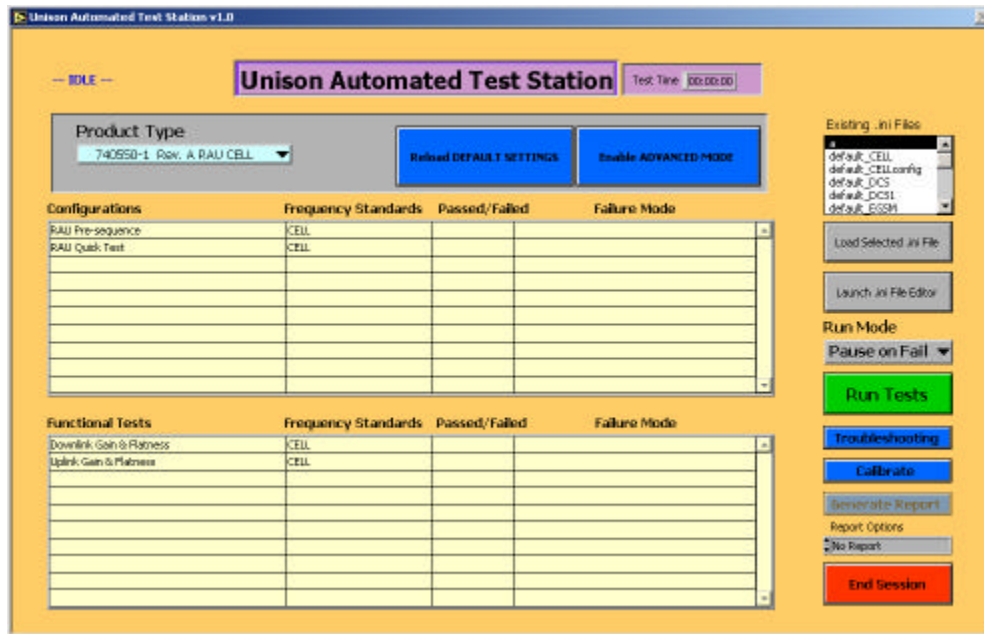 Unison Automated Test Station v1.0
-- IDLE --
Unison Automated Test Station
Test Time 00:00:00
Product Type
740550-1 Rev. A RAU CELL
Reload DEFAULT SETTINGS
Enable ADVANCED MODE
Existing .ini Files
a
default_CELL
default_CELLconfig
default_DCS
default_DCS1
default_EGSM
Load Selected .ini File
Launch .ini File Editor
Run Mode
Pause on Fail
Run Tests
Troubleshooting
Calibrate
Generate Report
Report Options
No Report
End Session
Configurations Frequency Standards Passed/Failed Failure Mode
RAU Pre-sequence CELL
RAU Quick Test CELL
Functional Tests Frequency Standards Passed/Failed Failure Mode
Downlink Gain & Flatness CELL
Uplink Gain & Flatness CELL